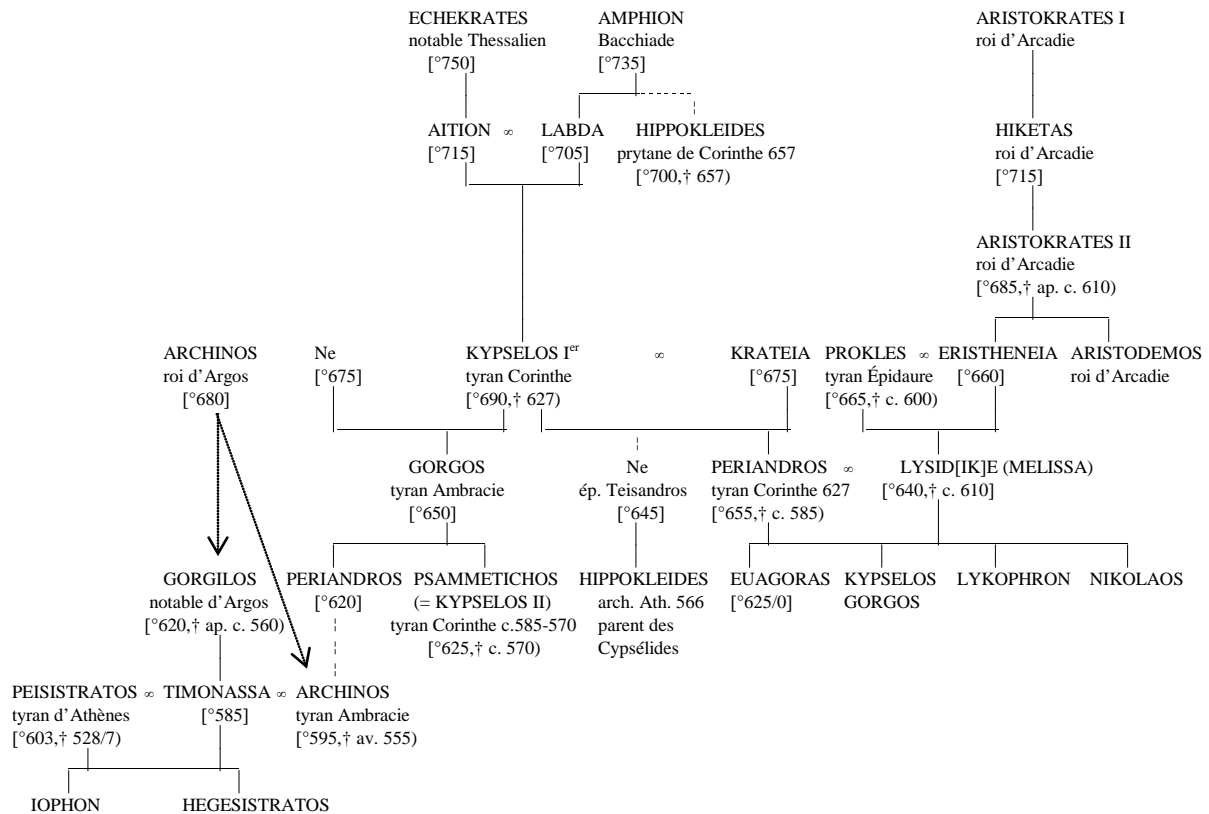 ECHEKRATES AMPHION ARISTOKRATES I
notable Thessalien Bacchiade roi d'Arcadie
[°750] [°735]
AITION ∞ LABDA HIPPOKLEIDES HIKETAS
[°715] [°705] prytane de Corinthe 657 roi d'Arcadie
[°700,† 657) [°715]
ARISTOKRATES II
roi d'Arcadie
[°685,† ap. c. 610)
ARCHINOS Ne KYPSELOS Ier ∞ KRATEIA PROKLES ∞ ERISTHENEIA ARISTODEMOS
roi d'Argos [°675] tyran Corinthe [°675] tyran Épidaure [°660] roi d'Arcadie
[°680] [°690,† 627) [°665,† c. 600)
GORGOS Ne PERIANDROS ∞ LYSID[IK]E (MELISSA)
tyran Ambracie ép. Teisandros tyran Corinthe 627 [°640,† c. 610]
[°650] [°645] [°655,† c. 585)
GORGILOS PERIANDROS PSAMMETICHOS HIPPOKLEIDES EUAGORAS KYPSELOS LYKOPHRON NIKOLAOS
notable d'Argos [°620] (= KYPSELOS II) arch. Ath. 566 [°625/0] GORGOS
[°620,† ap. c. 560) tyran Corinthe c.585-570 parent des
[°625,† c. 570) Cypsélides
PEISISTRATOS ∞ TIMONASSA ∞ ARCHINOS
tyran d'Athènes [°585] tyran Ambracie
[°603,† 528/7) [°595,† av. 555)
IOPHON HEGESISTRATOS